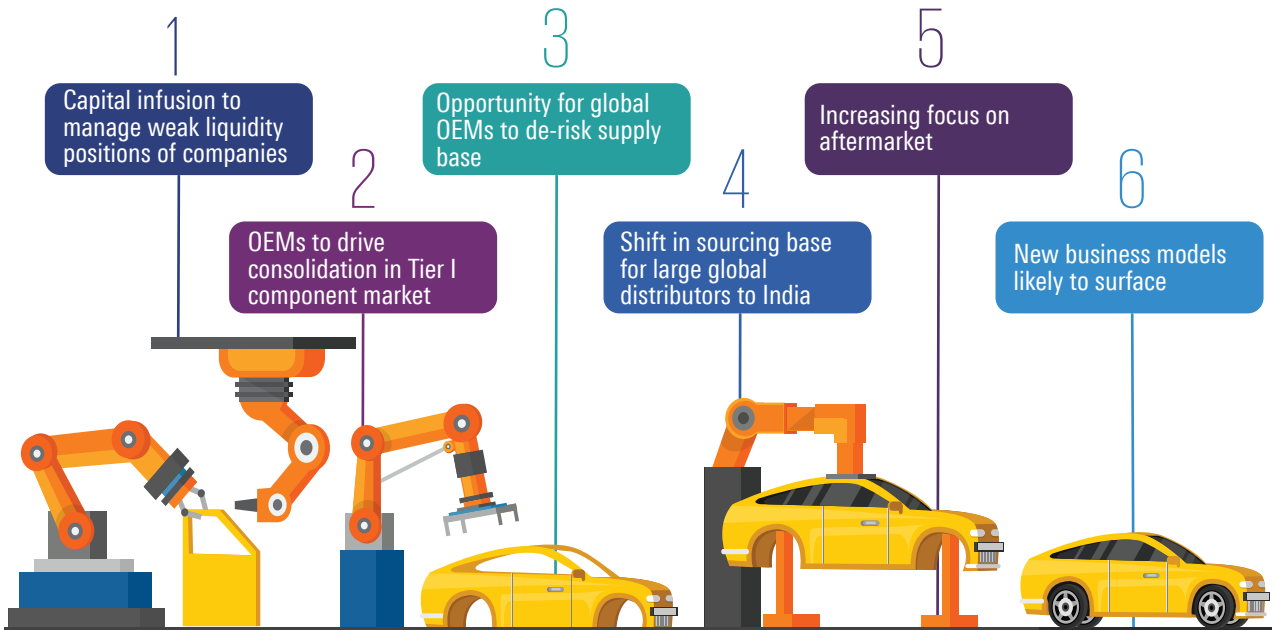 1
Capital infusion to
manage weak liquidity
positions of companies
2
OEMs to drive
consolidation in Tier I
component market
3
Opportunity for global
OEMs to de-risk supply
base
4
Shift in sourcing base
for large global
distributors to India
5
Increasing focus on
aftermarket
6
New business models
likely to surface